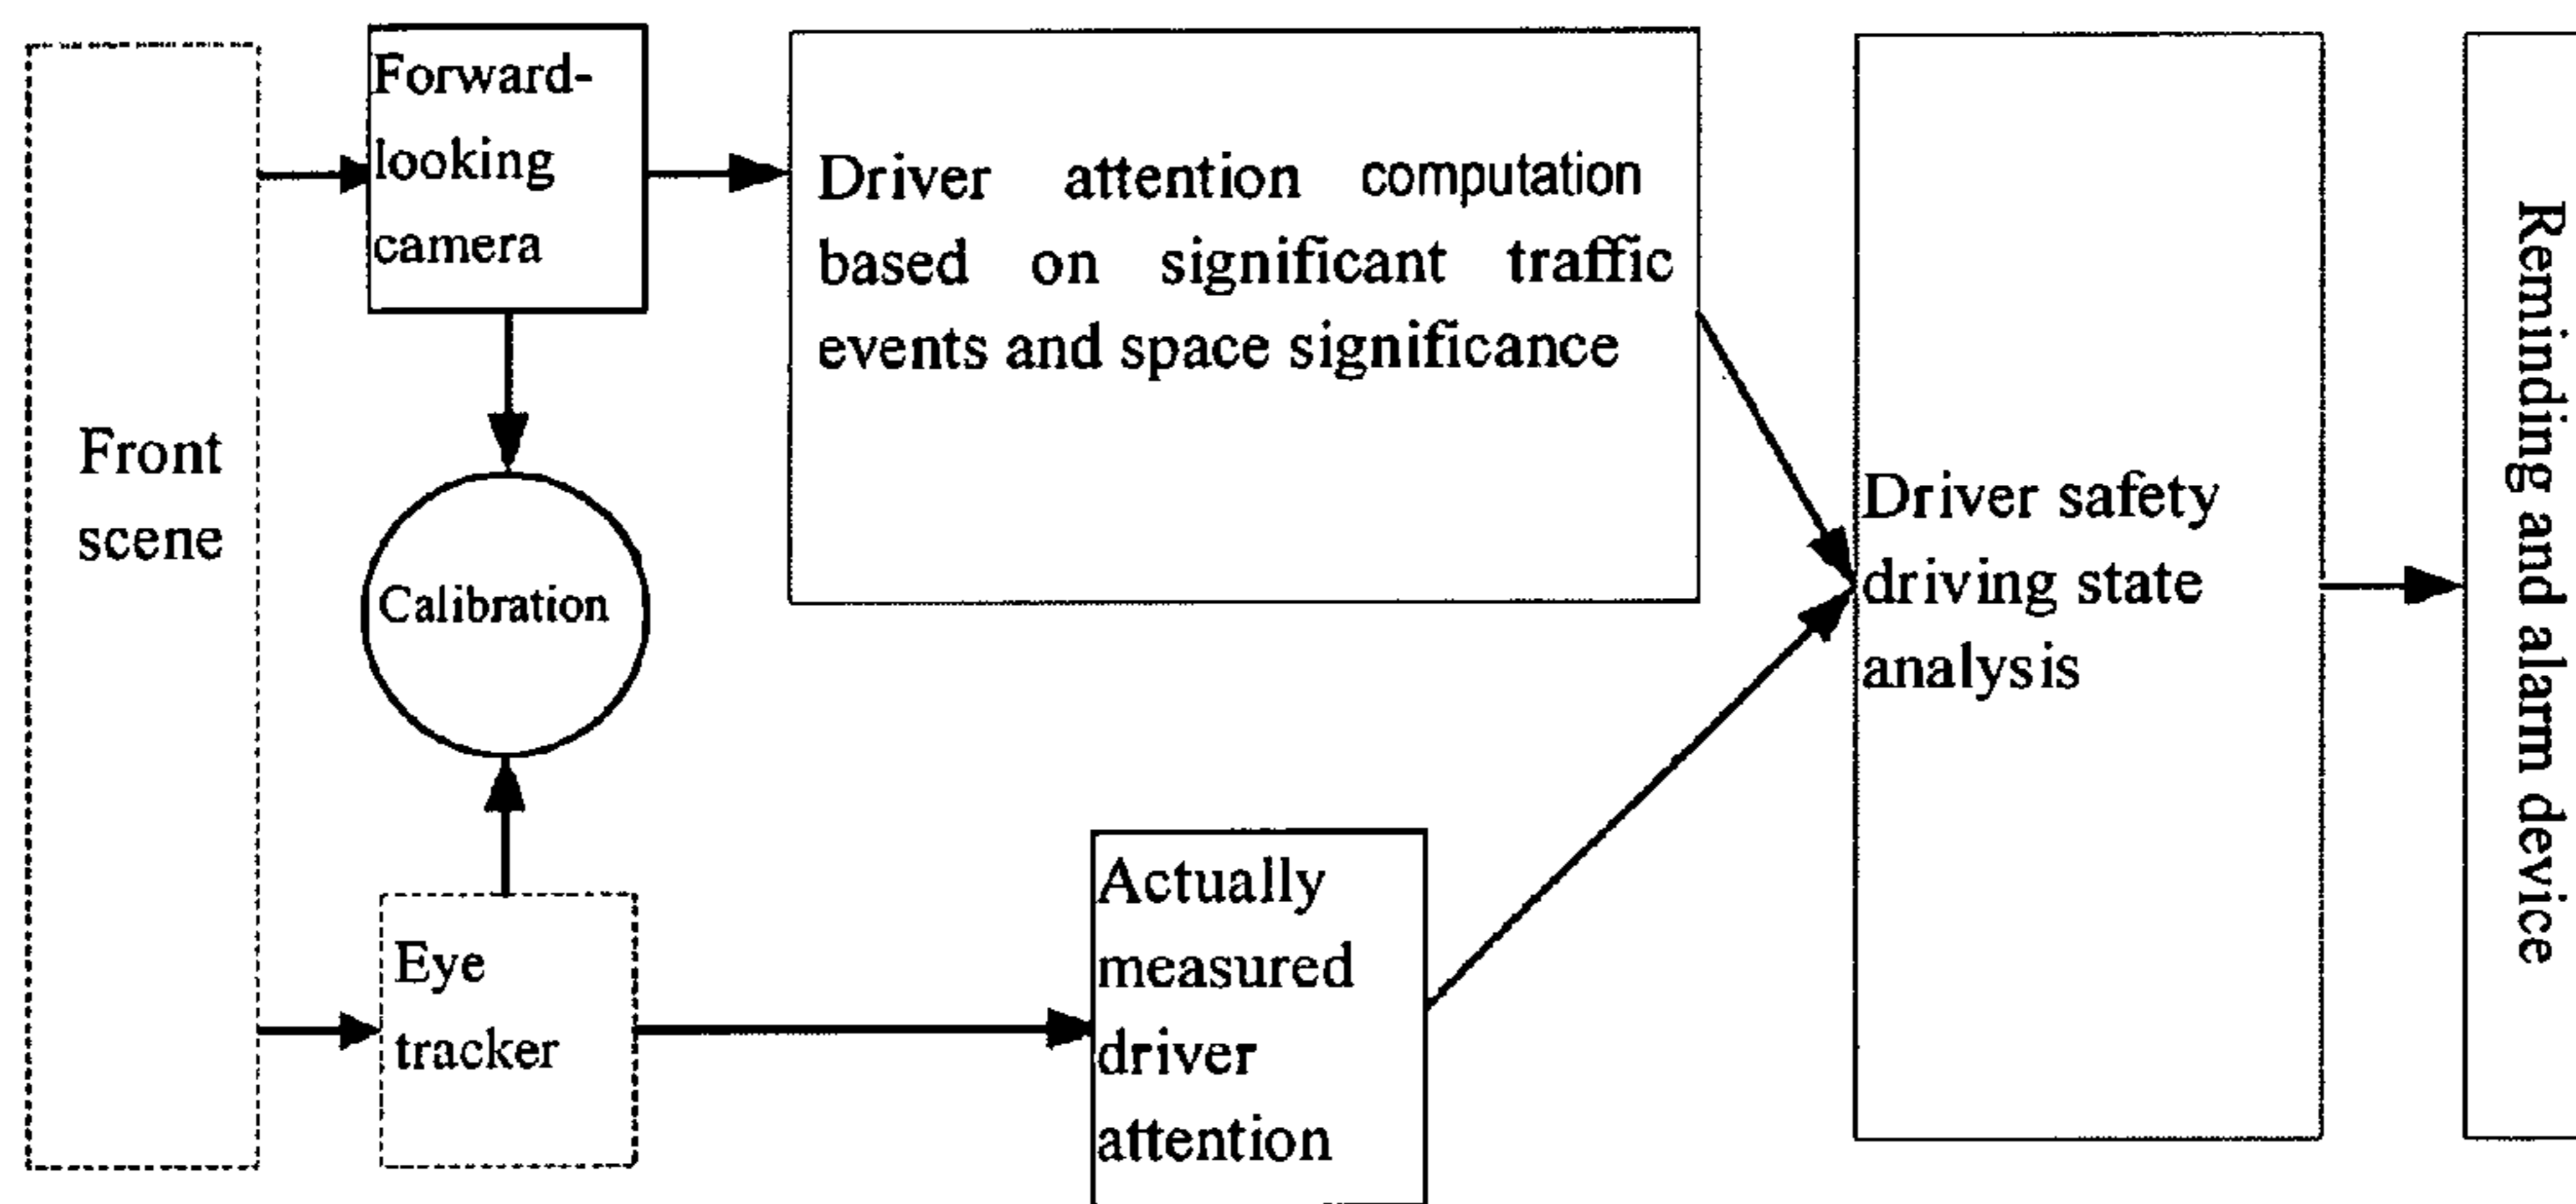 Front
scene
Forward-
looking
camera
Calibration
Eye
tracker
Driver attention computation
based on significant traffic
events and space significance
Actually
measured
driver
attention
Driver safety
driving state
analysis
Reminding and alarm device